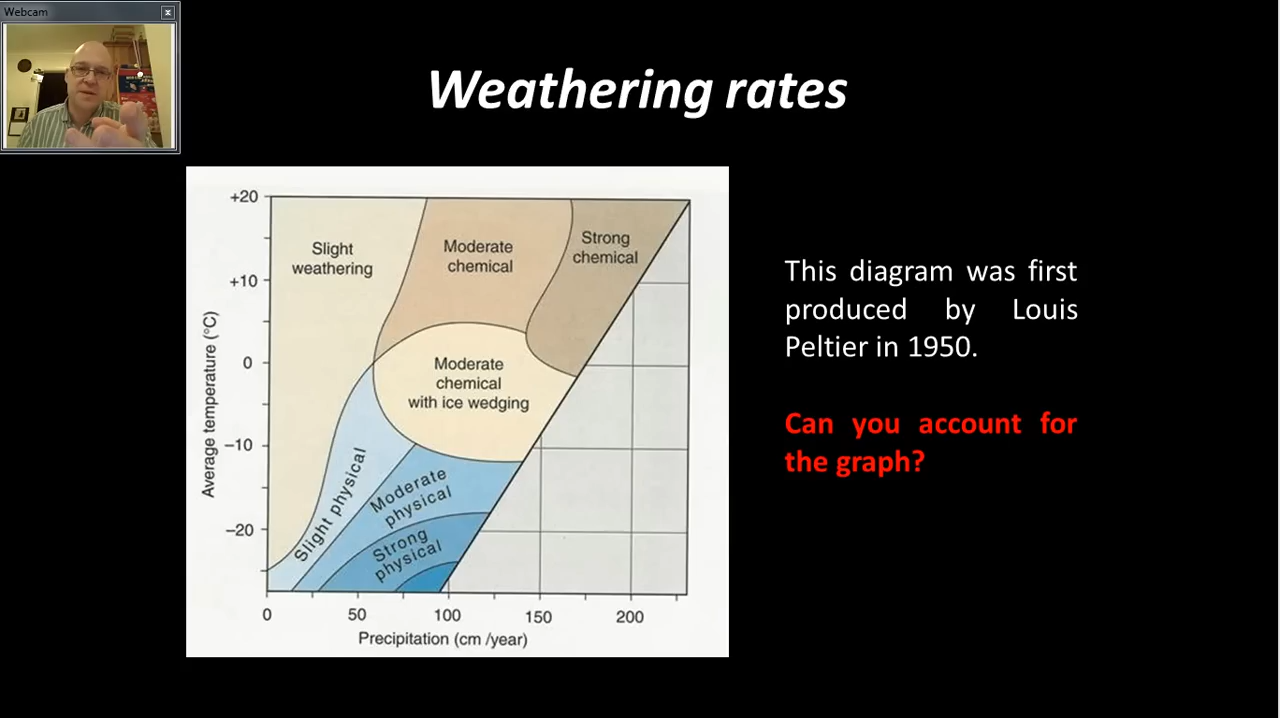 Webcam
Weathering rates
+20
+10
0
−10
−20
Average temperature (°C)
Slight
weathering
Moderate
chemical
Strong
chemical
Moderate
chemical
with ice wedging
Slight physical
Moderate
physical
Strong
physical
0
50
100
150
200
Precipitation (cm /year)
This diagram was first
produced by Louis
Peltier in 1950.
Can you account for
the graph?